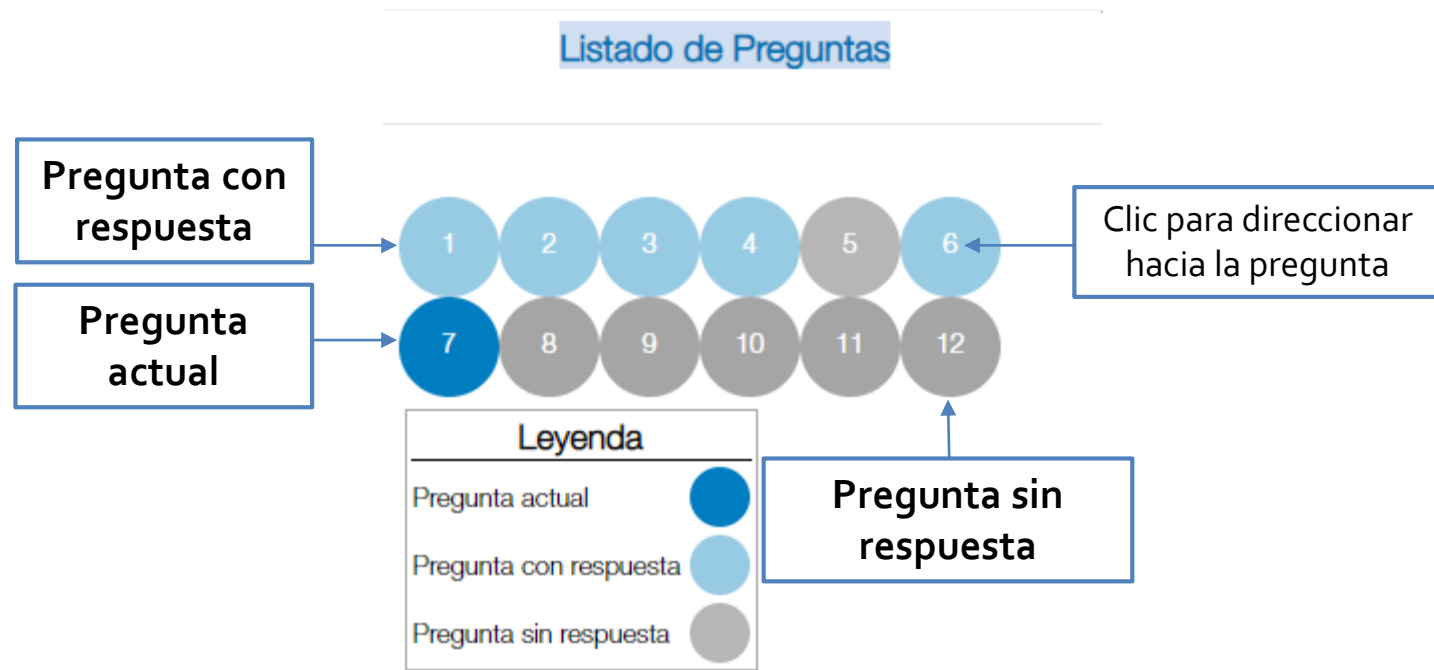 Listado de Preguntas
Pregunta con
respuesta
1 2 3 4 5 6
Clic para direccionar
hacia la pregunta
Pregunta
actual
7 8 9 10 11 12
Leyenda
Pregunta actual
Pregunta con respuesta
Pregunta sin respuesta
Pregunta sin
respuesta